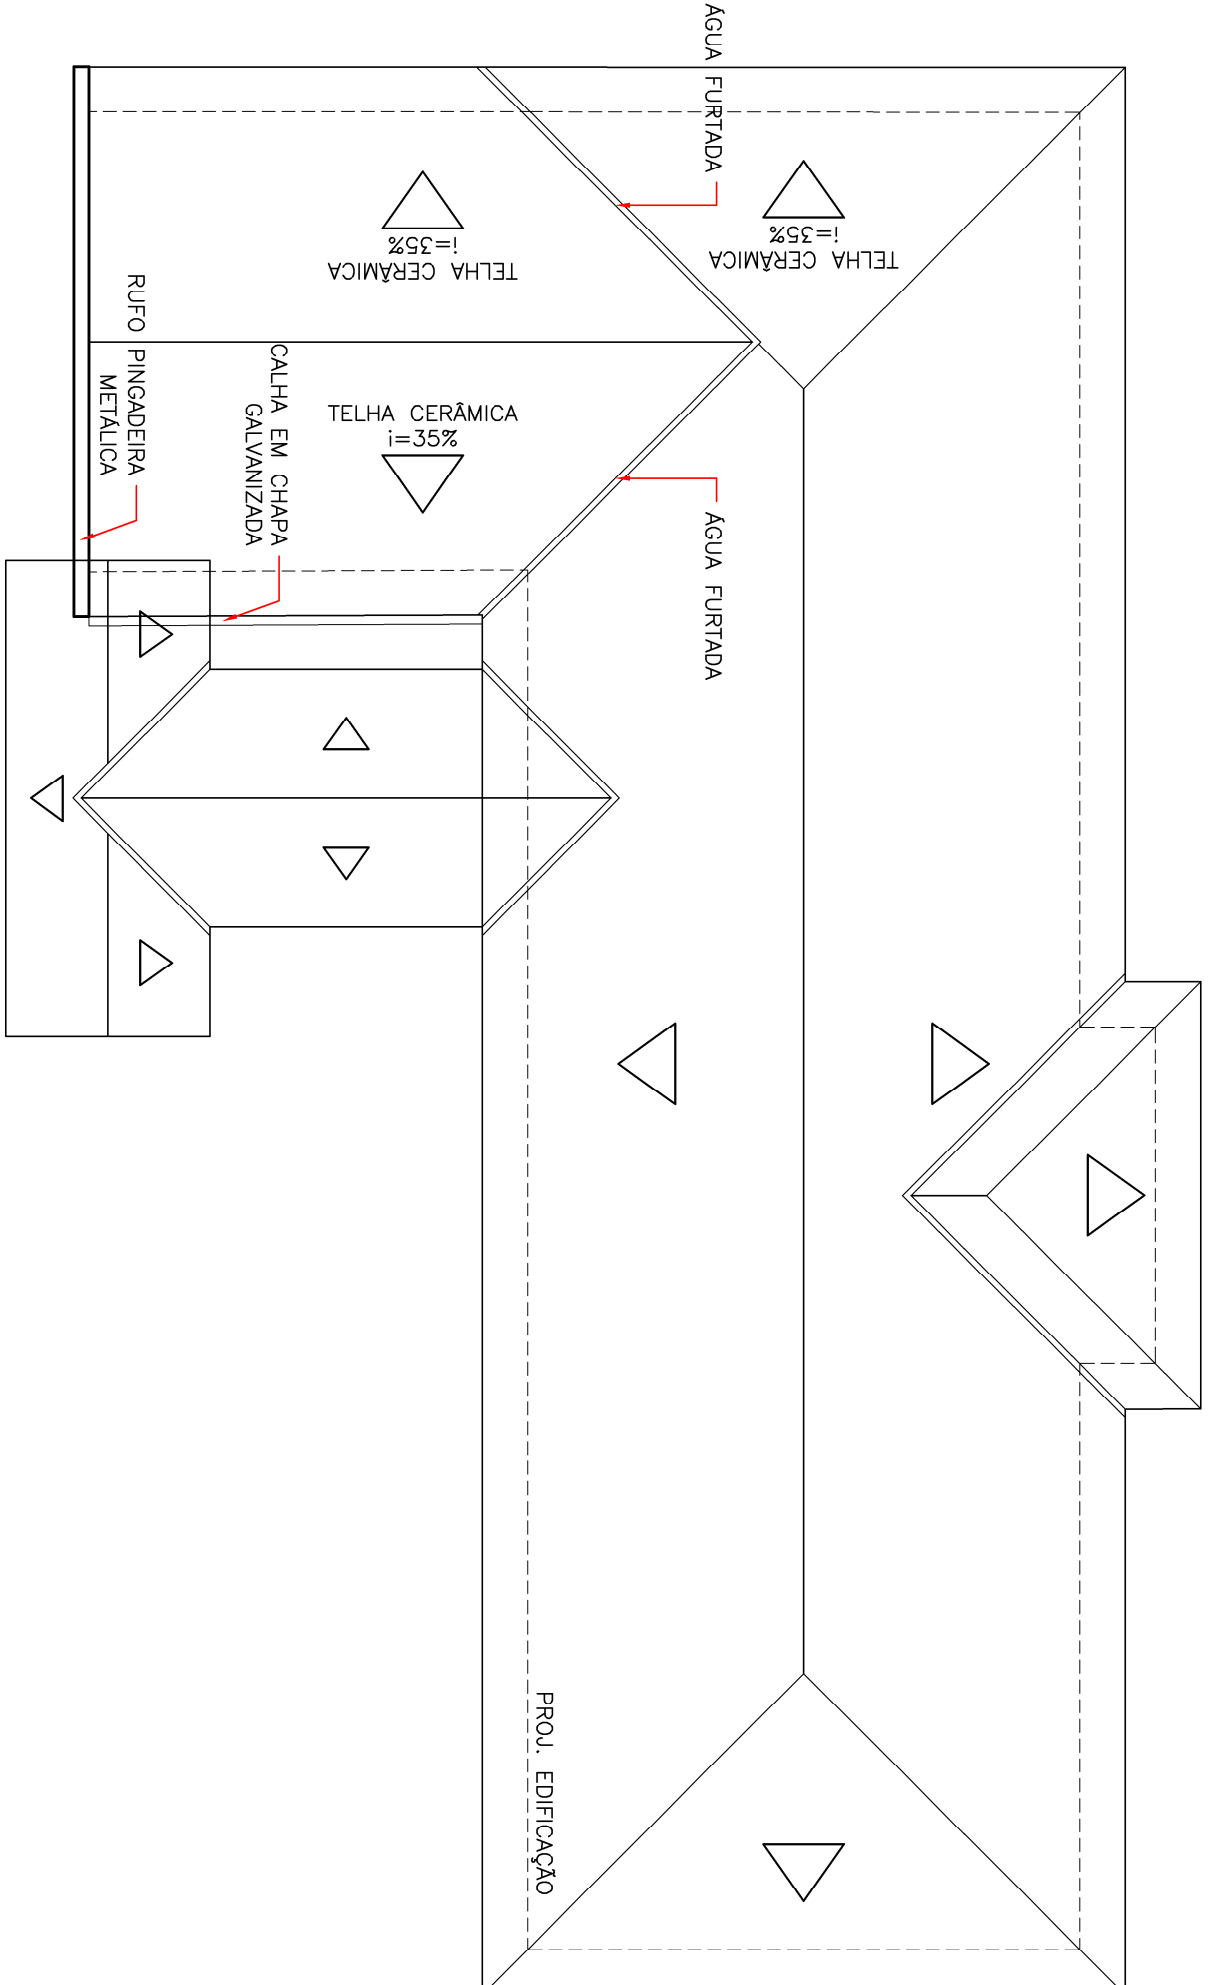 ÁGUA FURTADA
TELHA CERÂMICA
i=35%
TELHA CERÂMICA
i=35%
RUFO PINGADEIRA
METÁLICA
CALHA EM CHAPA
GALVANIZADA
TELHA CERÂMICA
i=35%
ÁGUA FURTADA
PROJ. EDIFICAÇÃO